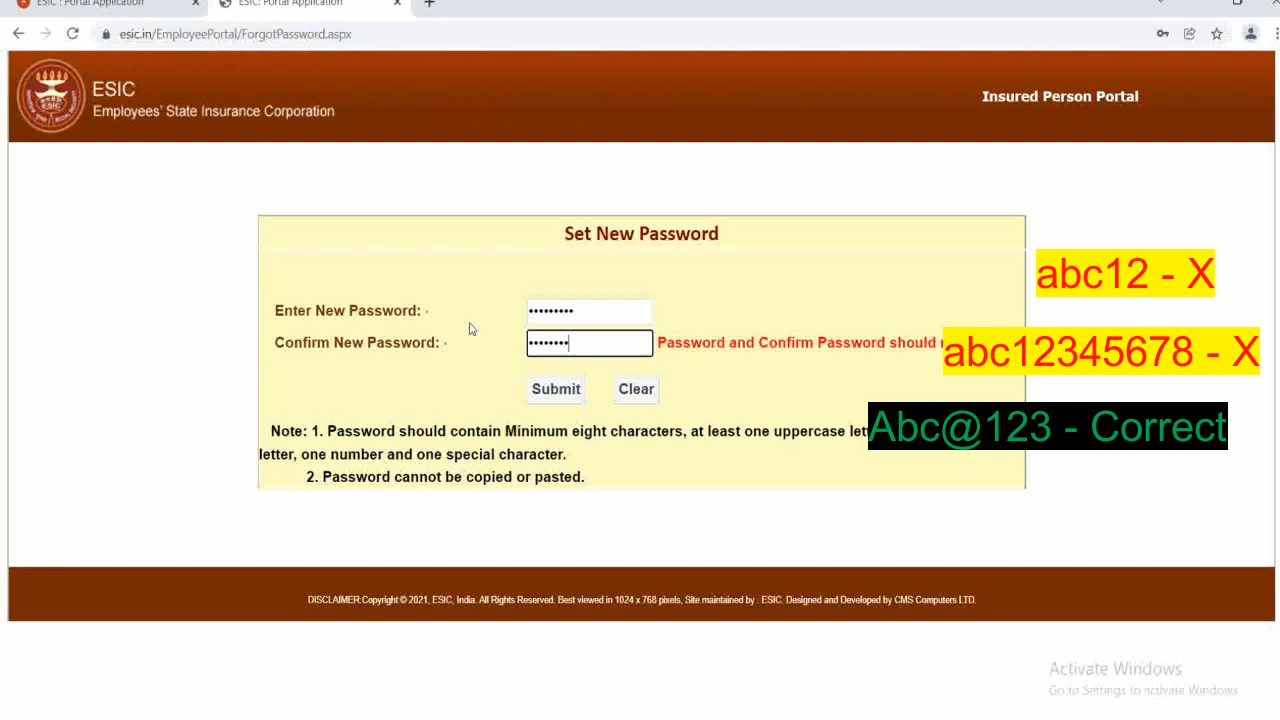 ESIC : Portal Application
ESIC: Portal Application
esic.in/EmployeePortal/ForgotPassword.aspx
ESIC
Employees' State Insurance Corporation
Insured Person Portal
Set New Password
abc12 - X
Enter New Password:
Confirm New Password:
Password and Confirm Password should
abc12345678 - X
Submit
Clear
Abc@123 - Correct
Note: 1. Password should contain Minimum eight characters, at least one uppercase
letter, one number and one special character.
2. Password cannot be copied or pasted.
DISCLAIMER:Copyright © 2021, ESIC, India. All Rights Reserved. Best viewed in 1024 x 768 pixels, Site maintained by : ESIC. Designed and Developed by CMS Computers LTD.
Activate Windows
Go to Settings to activate Windows